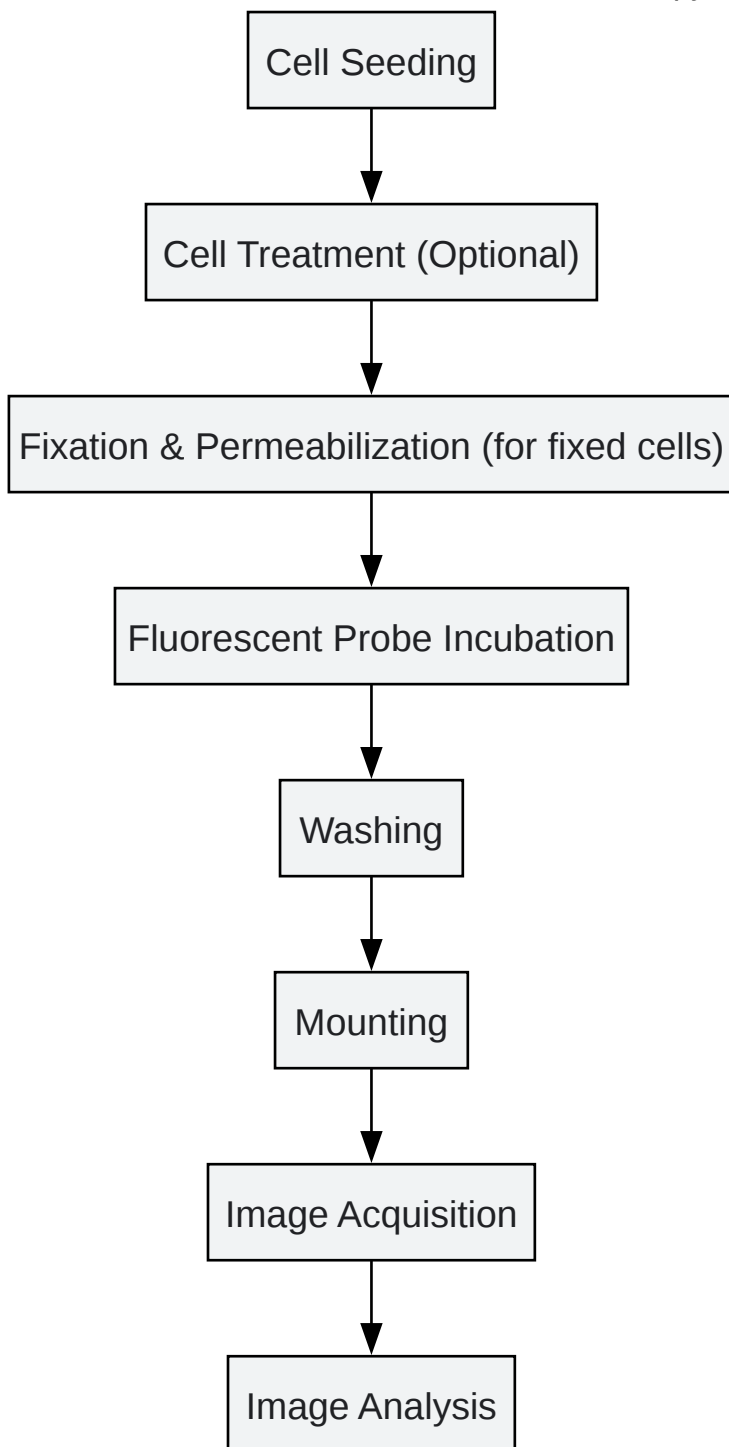 Cell Seeding
Cell Treatment (Optional)
Fixation & Permeabilization (for fixed cells)
Fluorescent Probe Incubation
Washing
Mounting
Image Acquisition
Image Analysis